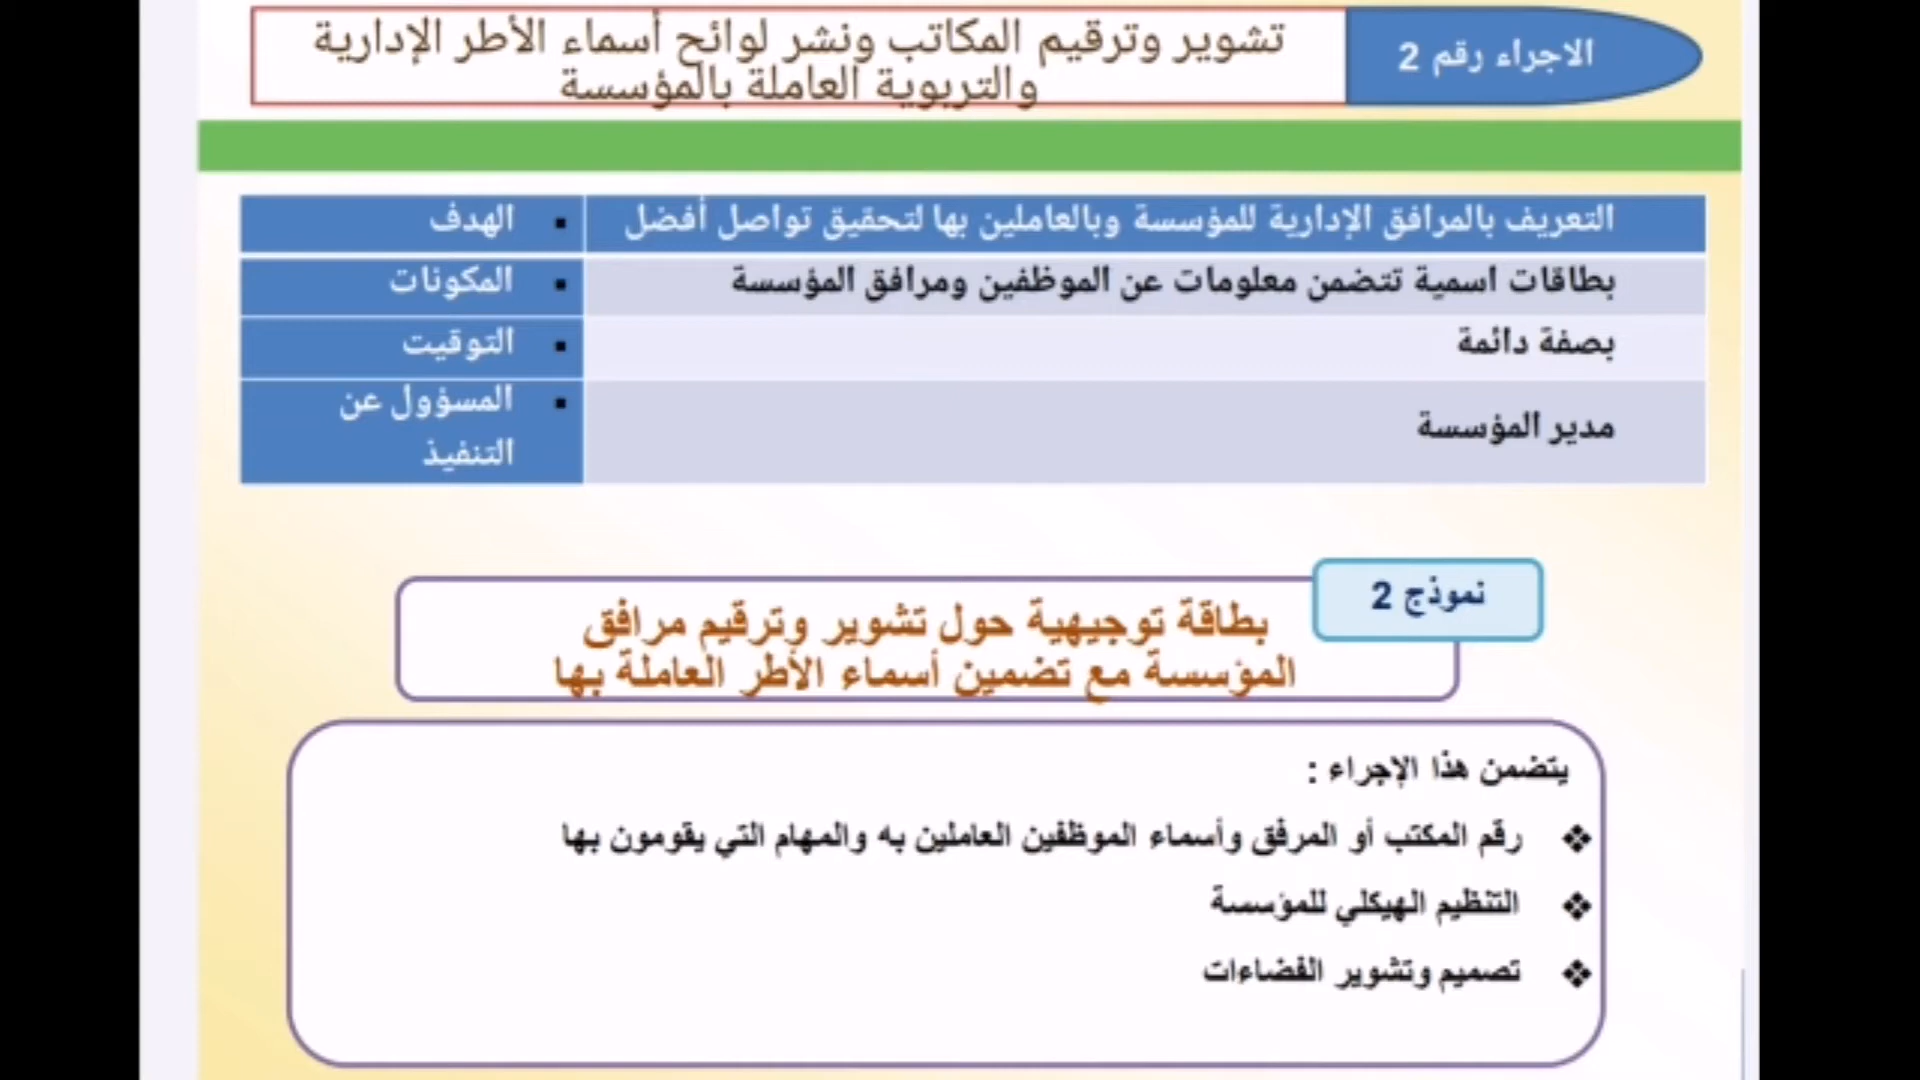 الاجراء رقم 2
تشوير وترقيم المكاتب ونشر لوائح أسماء الأطر الإدارية
والتربوية العاملة بالمؤسسة
التعريف بالمرافق الإدارية للمؤسسة وبالعاملين بها لتحقيق تواصل أفضل
▪ الهدف
بطاقات اسمية تتضمن معلومات عن الموظفين ومرافق المؤسسة
▪ المكونات
بصفة دائمة
▪ التوقيت
مدير المؤسسة
▪ المسؤول عن
التنفيذ
نموذج 2
بطاقة توجيهية حول تشوير وترقيم مرافق
المؤسسة مع تضمين أسماء الأطر العاملة بها
يتضمن هذا الإجراء :
❖ رقم المكتب أو المرفق وأسماء الموظفين العاملين به والمهام التي يقومون بها
❖ التنظيم الهيكلي للمؤسسة
❖ تصميم وتشوير الفضاءات